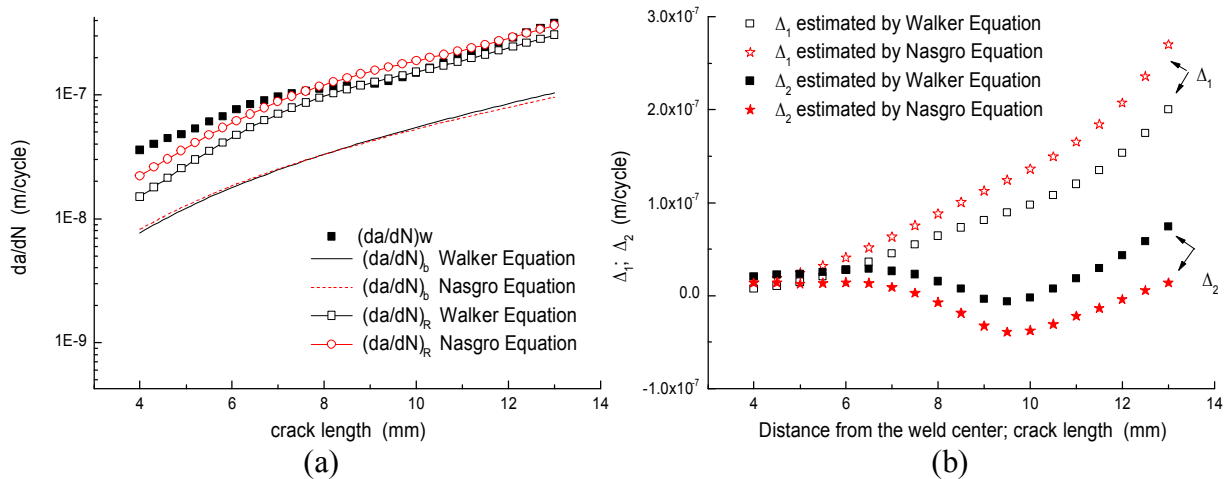 1E-7
1E-8
1E-9
da/dN (m/cycle)
(da/dN)w
(da/dN)b Walker Equation
(da/dN)b Nasgro Equation
(da/dN)R Walker Equation
(da/dN)R Nasgro Equation
4 6 8 10 12 14
crack length (mm)
(a)
3.0x10-7
2.0x10-7
1.0x10-7
0.0
-1.0x10-7
Δ1; Δ2 (m/cycle)
Δ1 estimated by Walker Equation
Δ1 estimated by Nasgro Equation
Δ2 estimated by Walker Equation
Δ2 estimated by Nasgro Equation
Δ1
Δ2
4 6 8 10 12 14
Distance from the weld center; crack length (mm)
(b)